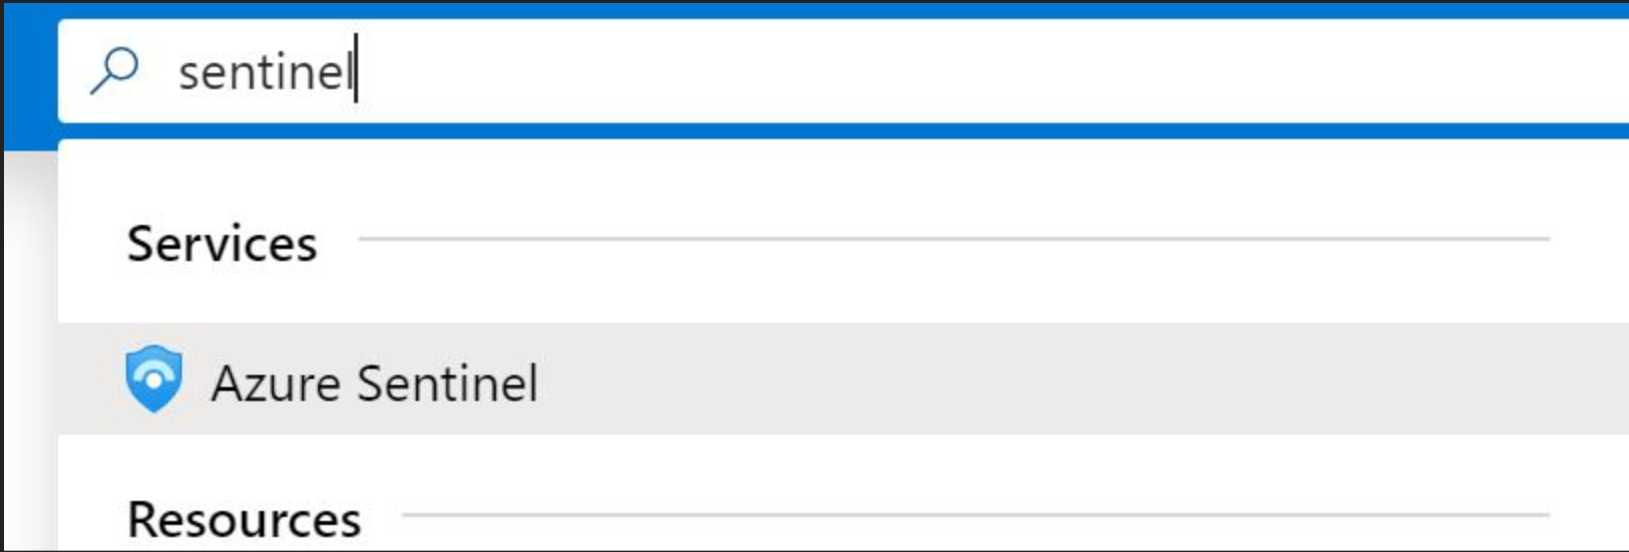 sentinel
Services
Azure Sentinel
Resources